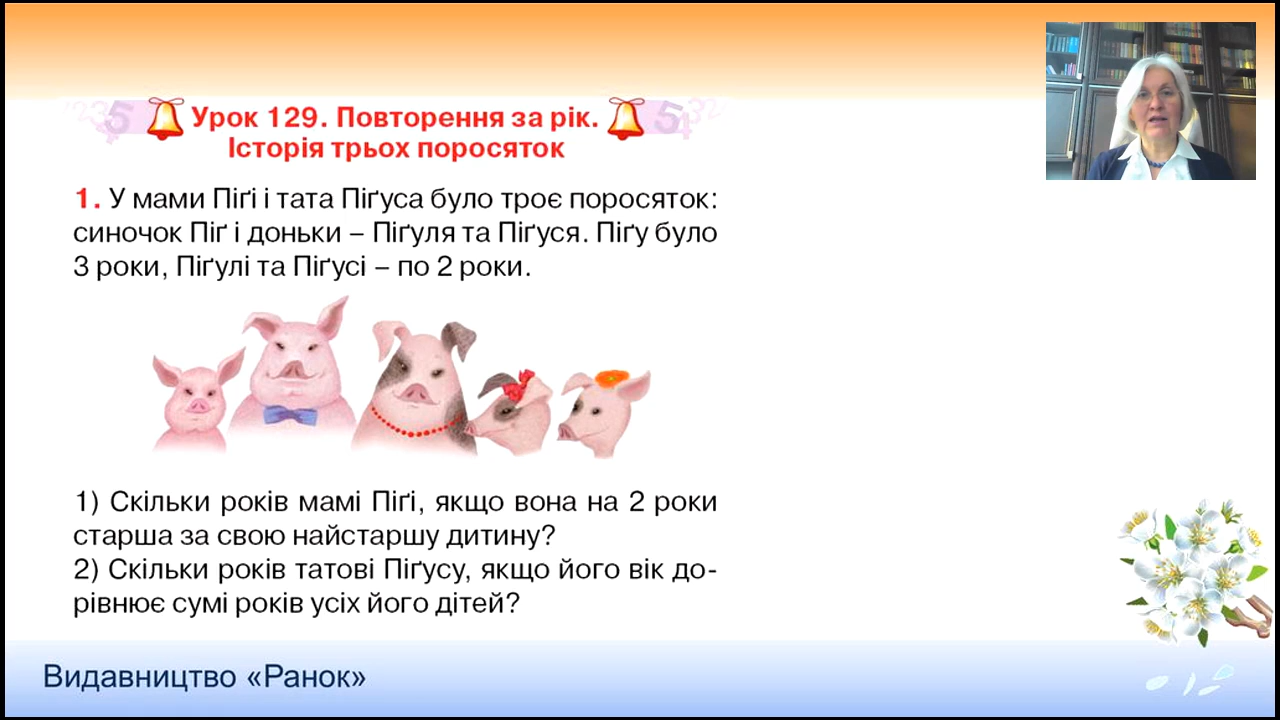 Урок 129. Повторення за рік.
Історія трьох поросяток
1. У мами Піґі і тата Піґуса було троє поросяток:
синочок Піґ і доньки – Піґуля та Піґуся. Піґу було
3 роки, Піґулі та Піґусі – по 2 роки.
1) Скільки років мамі Піґі, якщо вона на 2 роки
старша за свою найстаршу дитину?
2) Скільки років татові Піґусу, якщо його вік до-
рівнює сумі років усіх його дітей?
Видавництво «Ранок»